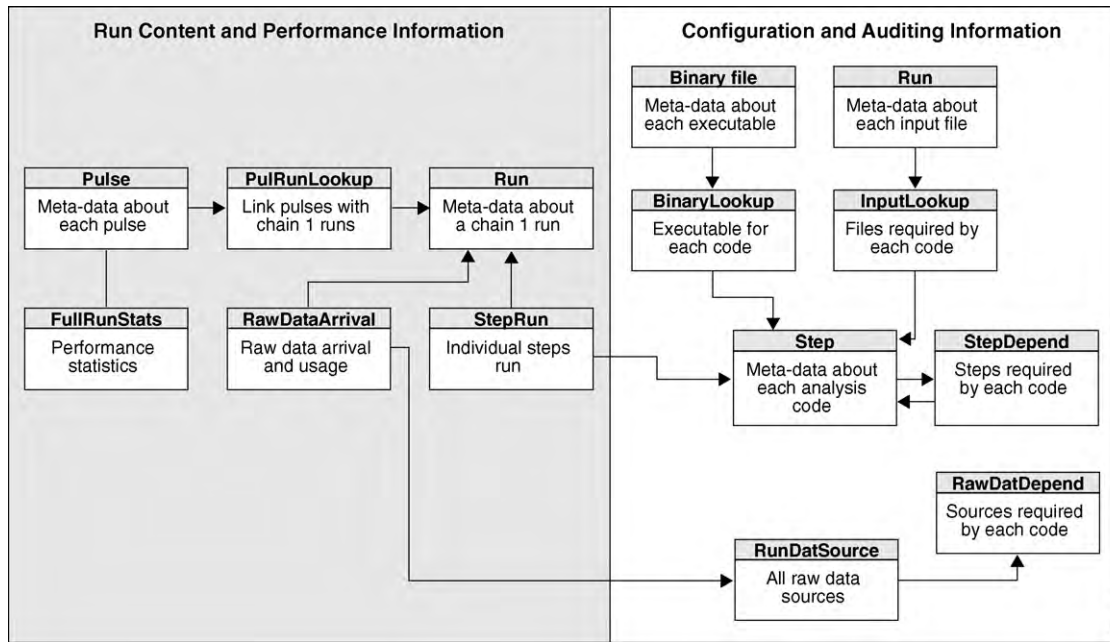 Run Content and Performance Information
Configuration and Auditing Information
Binary file
Meta-data about
each executable
Run
Meta-data about
each input file
Pulse
Meta-data about
each pulse
PulRunLookup
Link pulses with
chain 1 runs
Run
Meta-data about
a chain 1 run
BinaryLookup
Executable for
each code
InputLookup
Files required by
each code
FullRunStats
Performance
statistics
RawDataArrival
Raw data arrival
and usage
StepRun
Individual steps
run
Step
Meta-data about
each analysis
code
StepDepend
Steps required
by each code
RawDatDepend
Sources required
by each code
RunDatSource
All raw data
sources